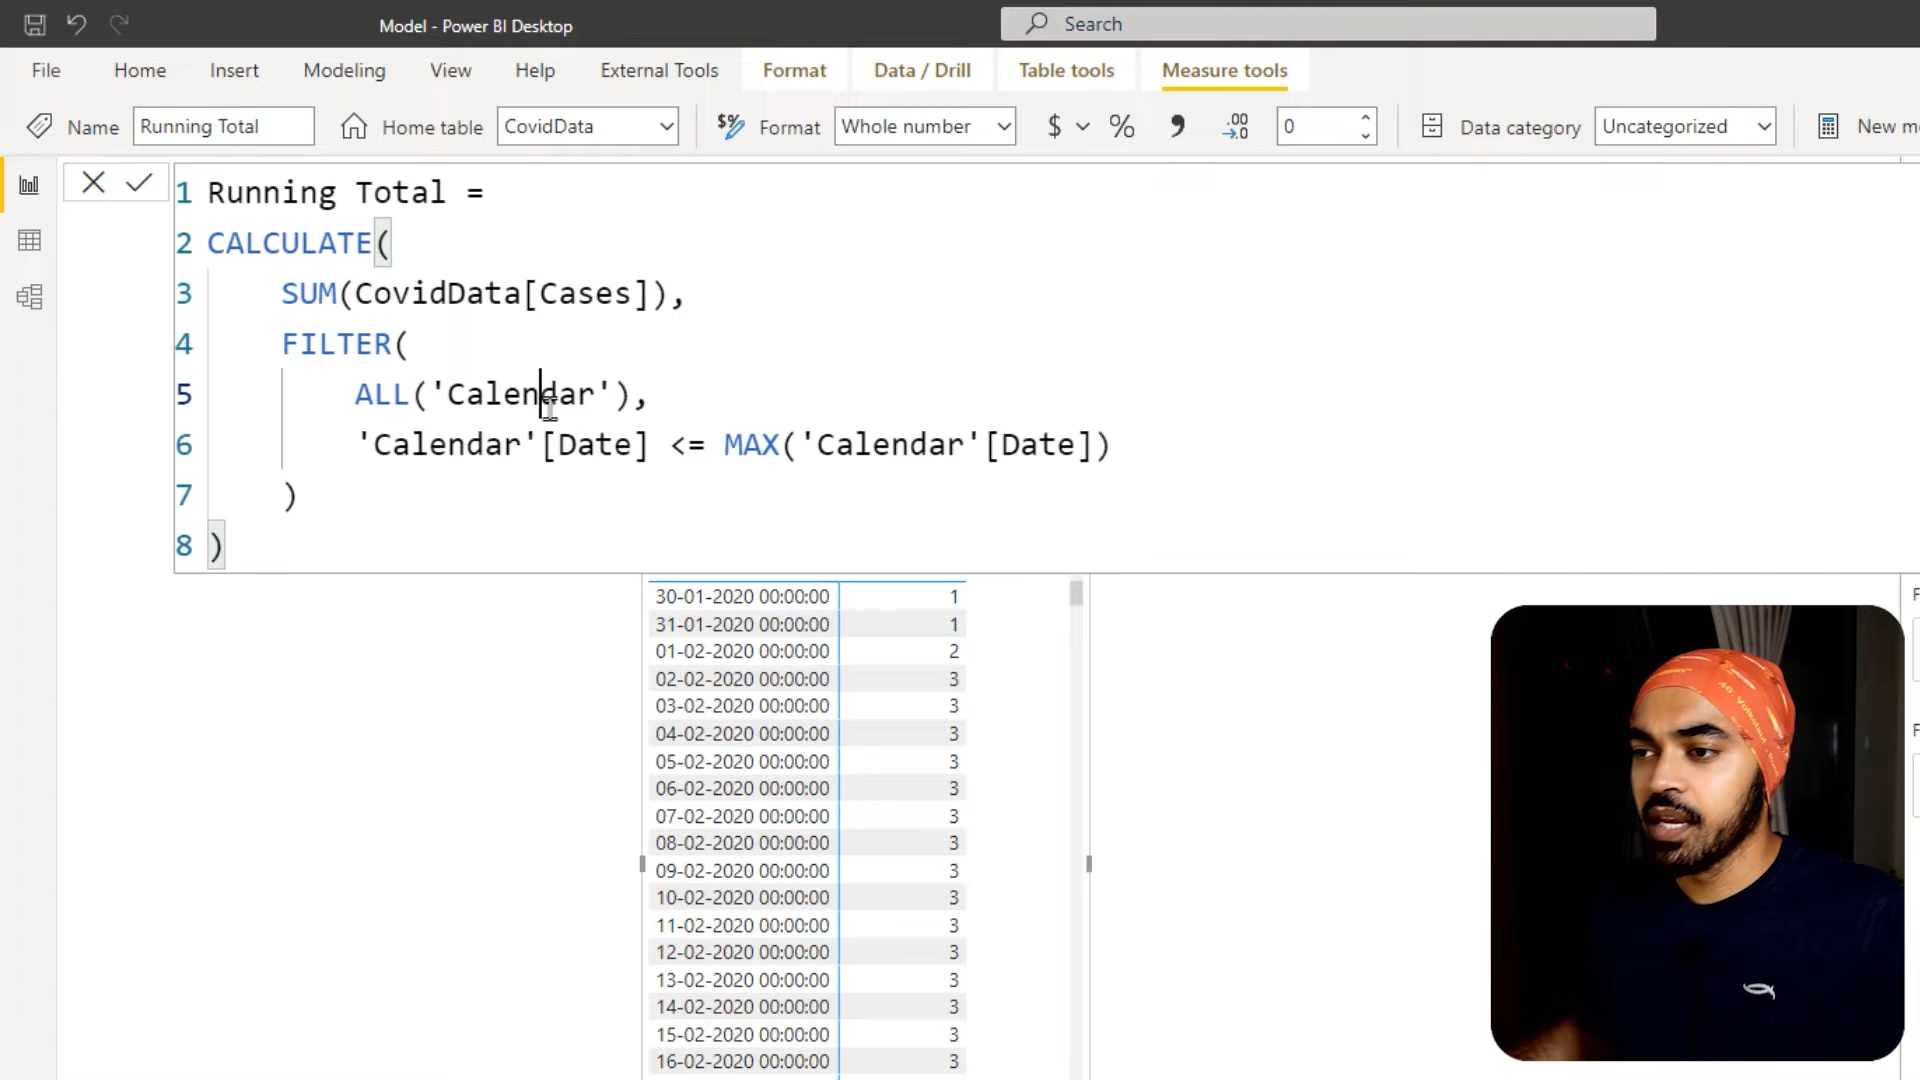 Model - Power BI Desktop
Search
File Home Insert Modeling View Help External Tools Format Data / Drill Table tools Measure tools
Name Running Total Home table CovidData Format Whole number $ % , .00 →.0 0 Data category Uncategorized New
1 Running Total =
2 CALCULATE(
3 SUM(CovidData[Cases]),
4 FILTER(
5 ALL('Calendar'),
6 'Calendar'[Date] <= MAX('Calendar'[Date])
7 )
8 )
30-01-2020 00:00:00 1
31-01-2020 00:00:00 1
01-02-2020 00:00:00 2
02-02-2020 00:00:00 3
03-02-2020 00:00:00 3
04-02-2020 00:00:00 3
05-02-2020 00:00:00 3
06-02-2020 00:00:00 3
07-02-2020 00:00:00 3
08-02-2020 00:00:00 3
09-02-2020 00:00:00 3
10-02-2020 00:00:00 3
11-02-2020 00:00:00 3
12-02-2020 00:00:00 3
13-02-2020 00:00:00 3
14-02-2020 00:00:00 3
15-02-2020 00:00:00 3
16-02-2020 00:00:00 3